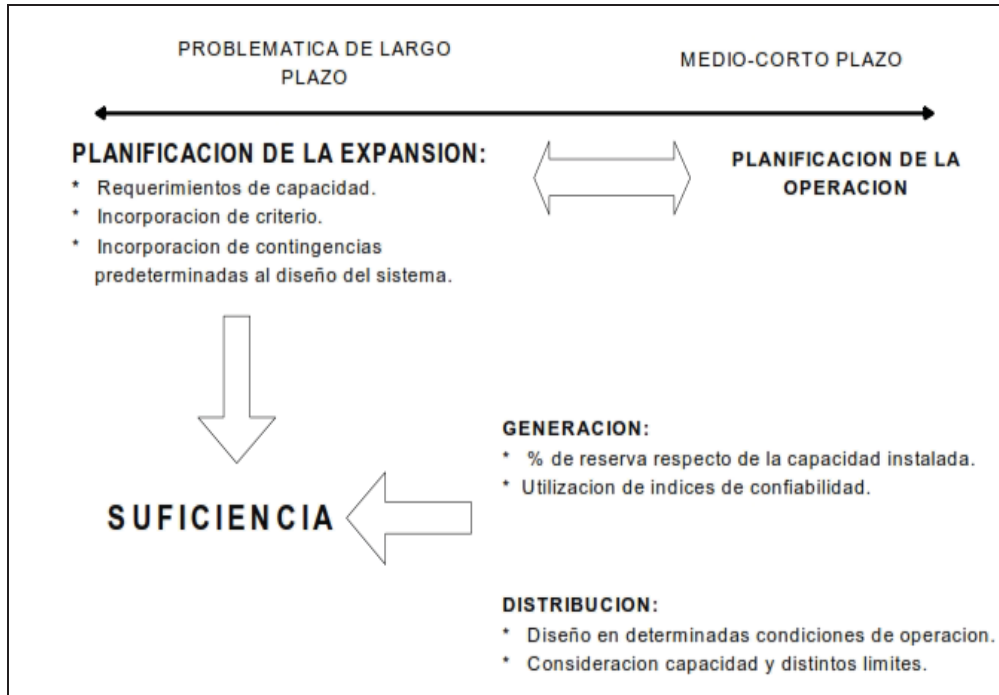 PROBLEMATICA DE LARGO
PLAZO
MEDIO-CORTO PLAZO
PLANIFICACION DE LA EXPANSION:
* Requerimientos de capacidad.
* Incorporacion de criterio.
* Incorporacion de contingencias
predeterminadas al diseño del sistema.
PLANIFICACION DE LA
OPERACION
GENERACION:
* % de reserva respecto de la capacidad instalada.
* Utilizacion de indices de confiabilidad.
SUFICIENCIA
DISTRIBUCION:
* Diseño en determinadas condiciones de operacion.
* Consideracion capacidad y distintos limites.